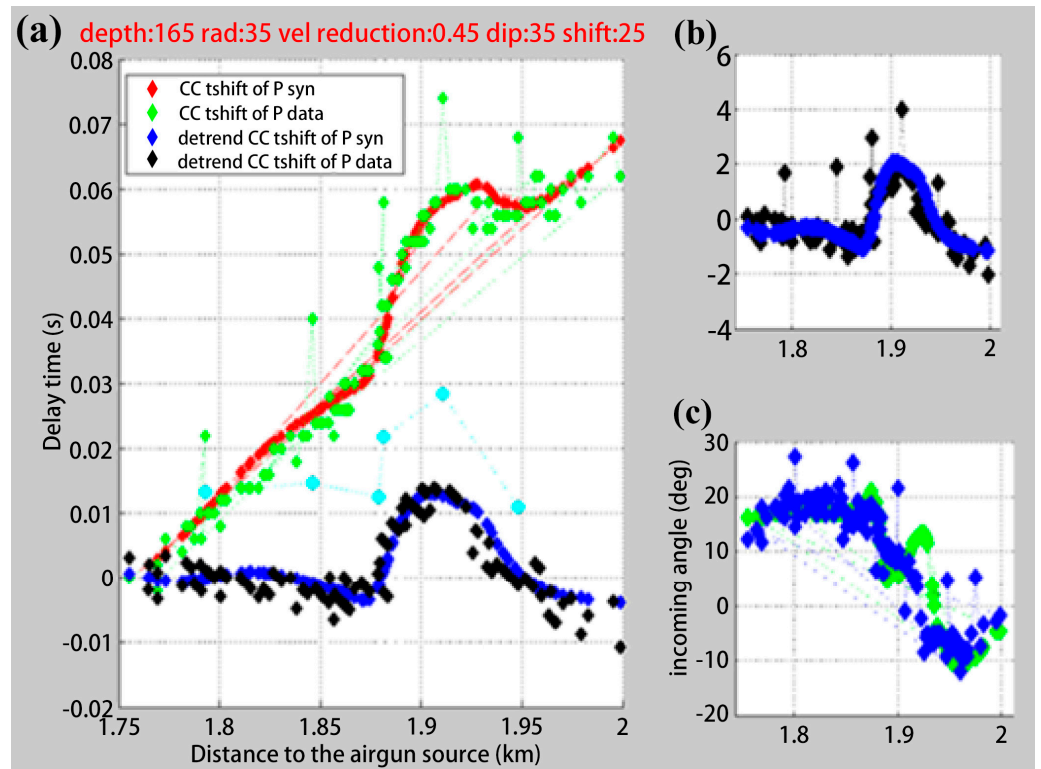 (a) depth:165 rad:35 vel reduction:0.45 dip:35 shift:25
0.08
0.07
0.06
0.05
0.04
0.03
0.02
0.01
0
-0.01
-0.02
Delay time (s)
CC tshift of P syn
CC tshift of P data
detrend CC tshift of P syn
detrend CC tshift of P data
1.75 1.8 1.85 1.9 1.95 2
Distance to the airgun source (km)
(b)
6
4
2
0
-2
-4
1.8 1.9 2
(c)
30
20
10
0
-10
-20
incoming angle (deg)
1.8 1.9 2